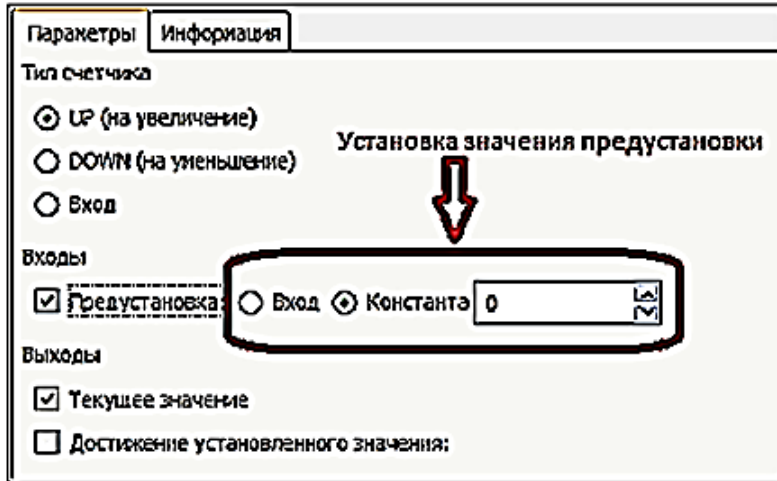 Параметры Информация
Тип счетчика
UP (на увеличение)
Установка значения предустановки
DOWN (на уменьшение)
Вход
Входы
Предустановка: Вход Константа 0
Выходы
Текущее значение
Достижение установленного значения: